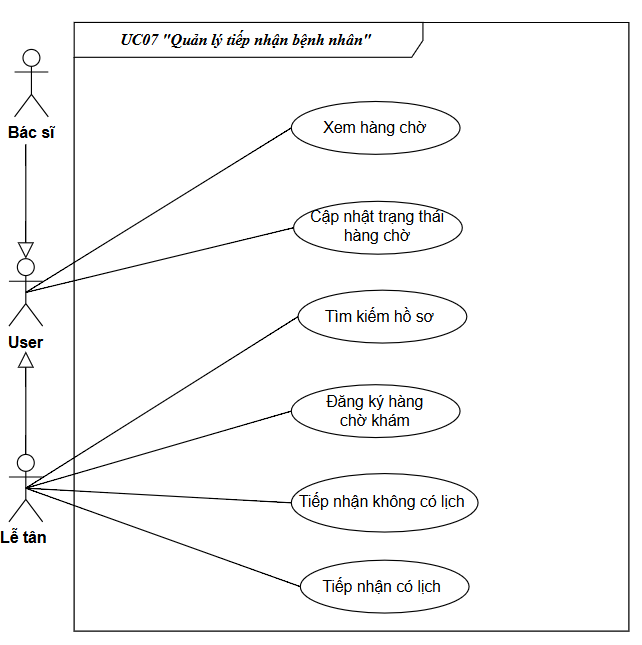 UC07 "Quản lý tiếp nhận bệnh nhân"
Bác sĩ
Xem hàng chờ
Cập nhật trạng thái
hàng chờ
User
Tìm kiếm hồ sơ
Đăng ký hàng
chờ khám
Tiếp nhận không có lịch
Lễ tân
Tiếp nhận có lịch